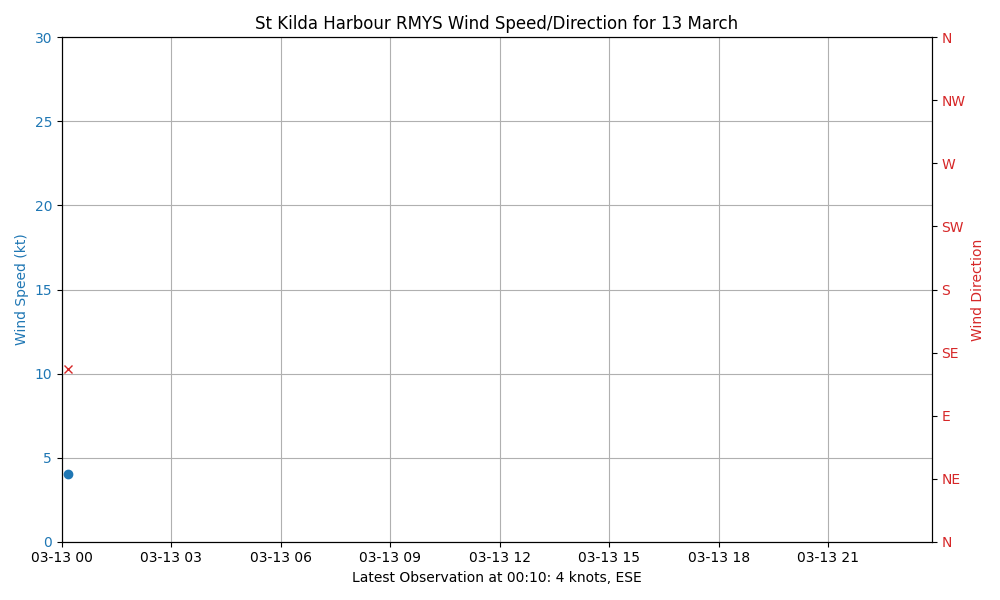 St Kilda Harbour RMYS Wind Speed/Direction for 13 March
30
25
20
15
10
5
0
Wind Speed (kt)
N
NW
W
SW
S
SE
E
NE
N
Wind Direction
03-13 00
03-13 03
03-13 06
03-13 09
03-13 12
03-13 15
03-13 18
03-13 21
Latest Observation at 00:10: 4 knots, ESE